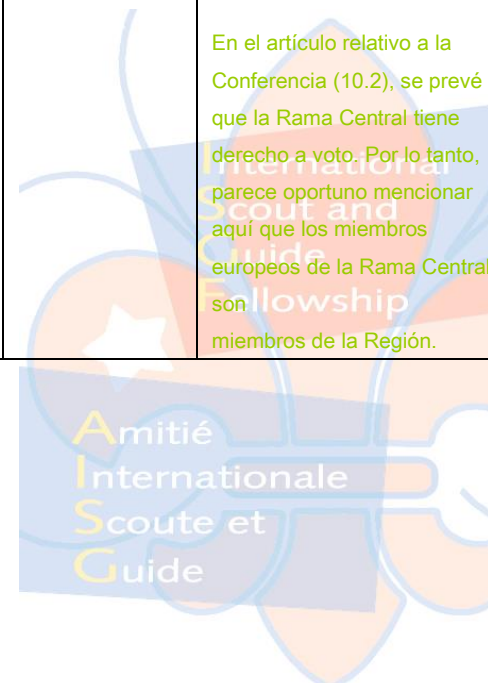 En el artículo relativo a la
Conferencia (10.2), se prevé
que la Rama Central tiene
derecho a voto. Por lo tanto,
parece oportuno mencionar
aquí que los miembros
europeos de la Rama Central
son
miembros de la Región.
International
Scout and
Guide
Fellowship
Amitié
Internationale
Scoute et
Guide